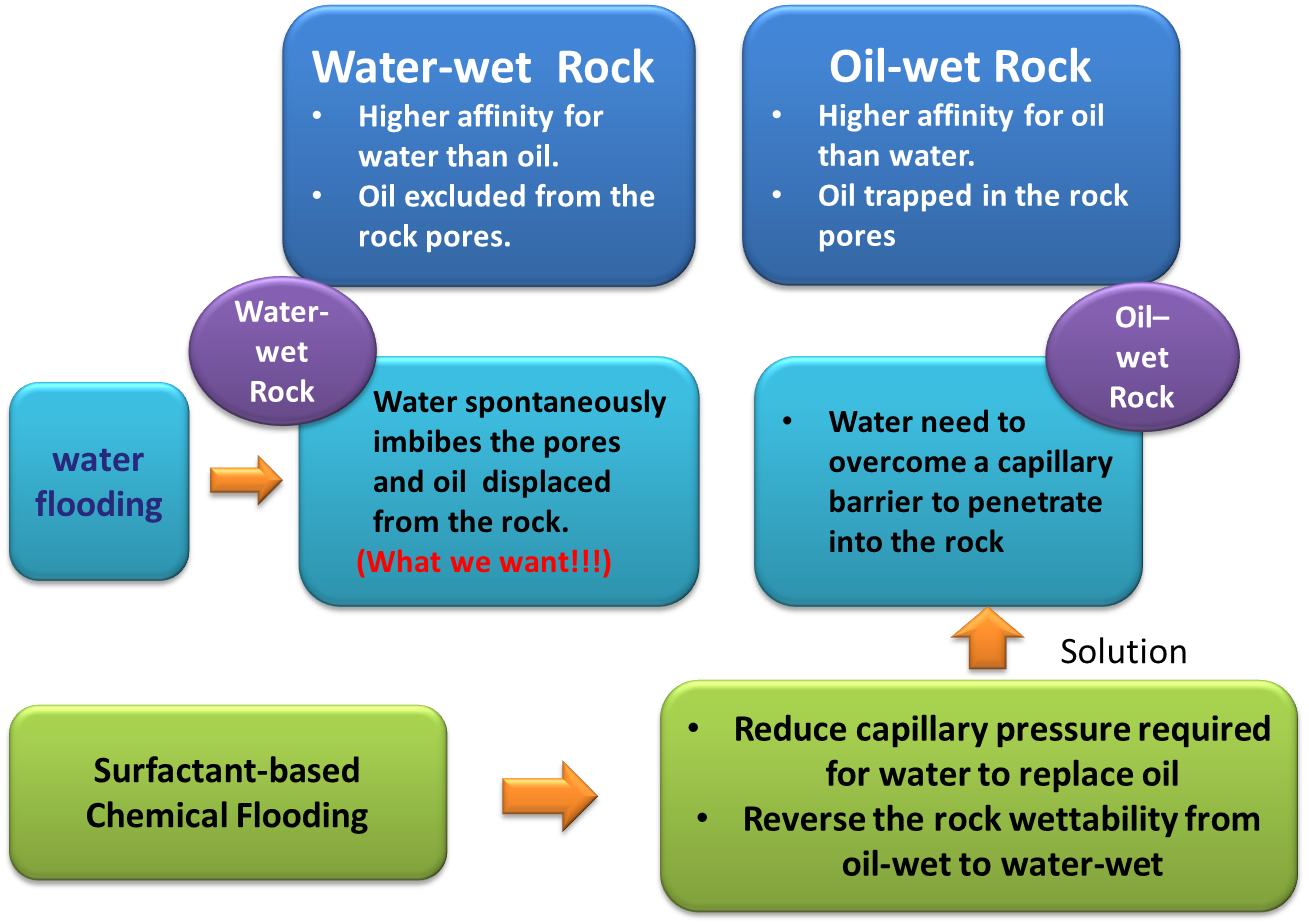 Water-wet  Rock
• Higher affinity for
water than oil.
• Oil excluded from the
rock pores.
Oil-wet Rock
• Higher affinity for oil
than water.
• Oil trapped in the rock
pores
Water-
wet
Rock
Oil–
wet
Rock
water
flooding
Water spontaneously
imbibes the pores
and oil  displaced
from the rock.
(What we want!!!)
• Water need to
overcome a capillary
barrier to penetrate
into the rock
Solution
Surfactant-based
Chemical Flooding
• Reduce capillary pressure required
for water to replace oil
• Reverse the rock wettability from
oil-wet to water-wet